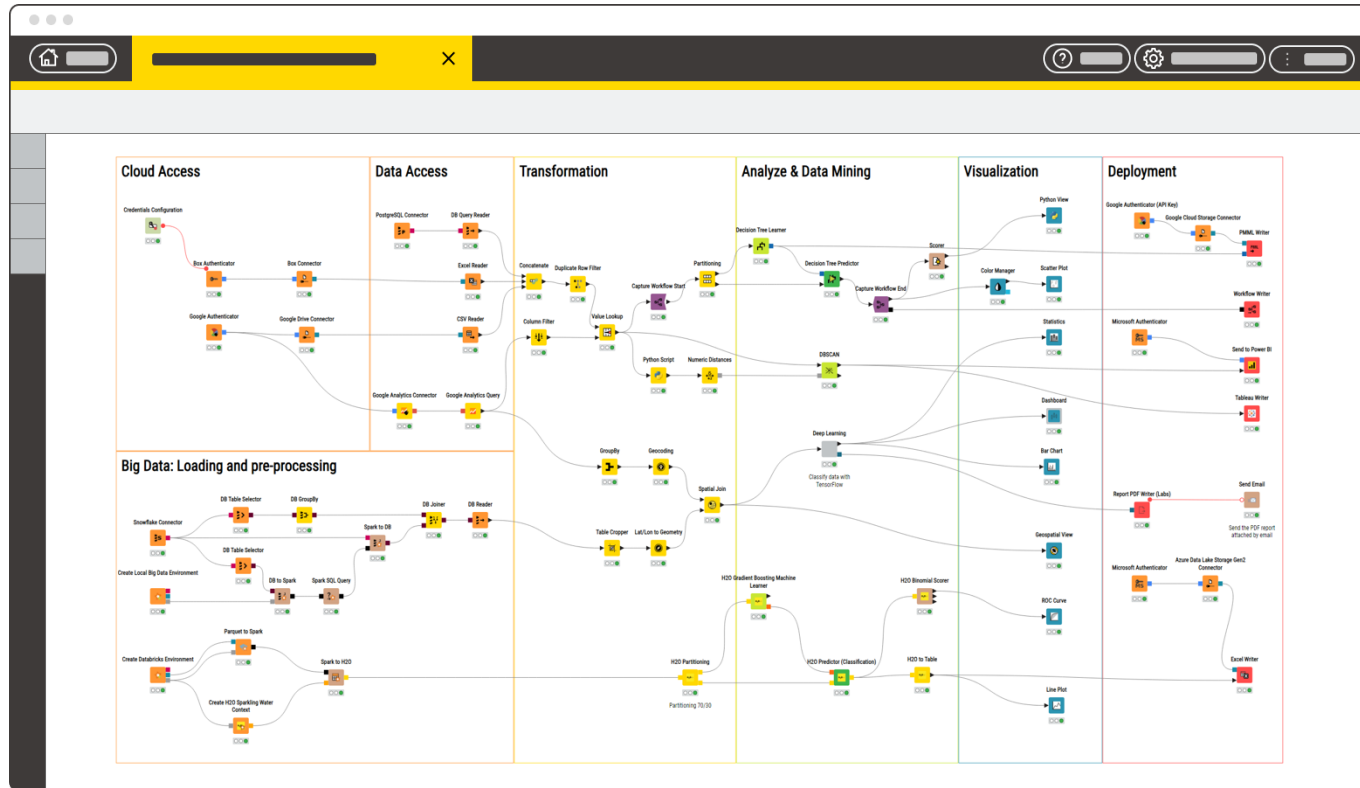 Cloud Access
Data Access
Transformation
Analyze & Data Mining
Visualization
Deployment
Credentials Configuration
Box Authenticator
Box Connector
Google Authenticator
Google Drive Connector
PostgreSQL Connector
DB Query Reader
Excel Reader
CSV Reader
Google Analytics Connector
Google Analytics Query
Concatenate
Duplicate Row Filter
Column Filter
Value Lookup
Capture Workflow Start
Partitioning
Python Script
Numeric Distances
GroupBy
Geocoding
Spatial Join
Table Cropper
Lat/Lon to Geometry
Decision Tree Learner
Decision Tree Predictor
Capture Workflow End
Scorer
DBSCAN
Deep Learning
Classify data with
TensorFlow
Python View
Color Manager
Scatter Plot
Statistics
Dashboard
Bar Chart
Geospatial View
ROC Curve
Line Plot
Google Authenticator (API Key)
Google Cloud Storage Connector
PMML Writer
Workflow Writer
Microsoft Authenticator
Send to Power BI
Tableau Writer
Report PDF Writer (Labs)
Send Email
Send the PDF report
attached by email
Microsoft Authenticator
Azure Data Lake Storage Gen2
Connector
Excel Writer
Big Data: Loading and pre-processing
Snowflake Connector
DB Table Selector
DB GroupBy
DB Table Selector
Spark to DB
DB Joiner
DB Reader
Create Local Big Data Environment
DB to Spark
Spark SQL Query
Create Databricks Environment
Parquet to Spark
Spark to H2O
Create H2O Sparkling Water
Context
H2O Partitioning
Partitioning 70/30
H2O Gradient Boosting Machine
Learner
H2O Predictor (Classification)
H2O Binomial Scorer
H2O to Table